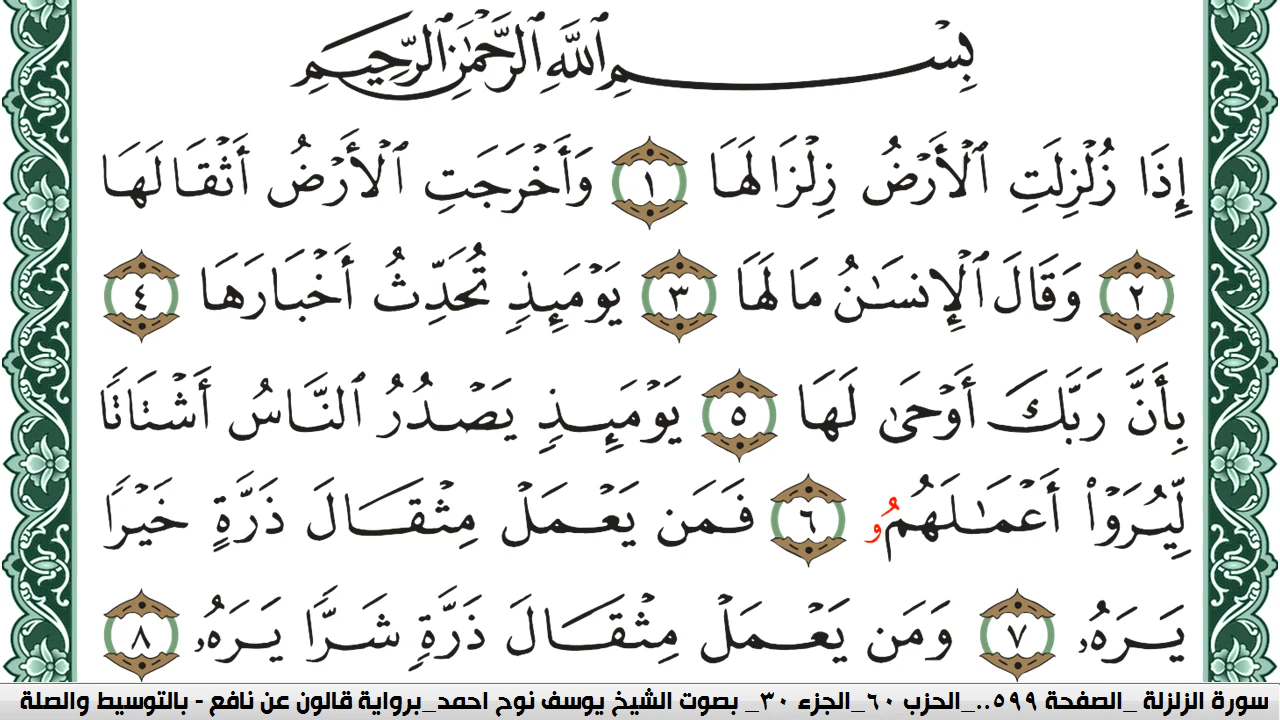 بِسْمِ ٱللَّهِ ٱلرَّحْمَٰنِ ٱلرَّحِيمِ
إِذَا زُلْزِلَتِ ٱلْأَرْضُ زِلْزَالَهَا ١ وَأَخْرَجَتِ ٱلْأَرْضُ أَثْقَالَهَا
٢ وَقَالَ ٱلْإِنسَٰنُ مَا لَهَا ٣ يَوْمَئِذٍ تُحَدِّثُ أَخْبَارَهَا ٤
بِأَنَّ رَبَّكَ أَوْحَىٰ لَهَا ٥ يَوْمَئِذٍ يَصْدُرُ ٱلنَّاسُ أَشْتَاتًا
لِّيُرَوْا۟ أَعْمَٰلَهُمُۥ ٦ فَمَن يَعْمَلْ مِثْقَالَ ذَرَّةٍ خَيْرًا
يَرَهُۥ ٧ وَمَن يَعْمَلْ مِثْقَالَ ذَرَّةٍ شَرًّا يَرَهُۥ ٨
سورة الزلزلة _الصفحة ٥٩٩.._الحزب ٦٠_الجزء ٣٠_ بصوت الشيخ يوسف نوح احمد_برواية قالون عن نافع - بالتوسيط والصلة